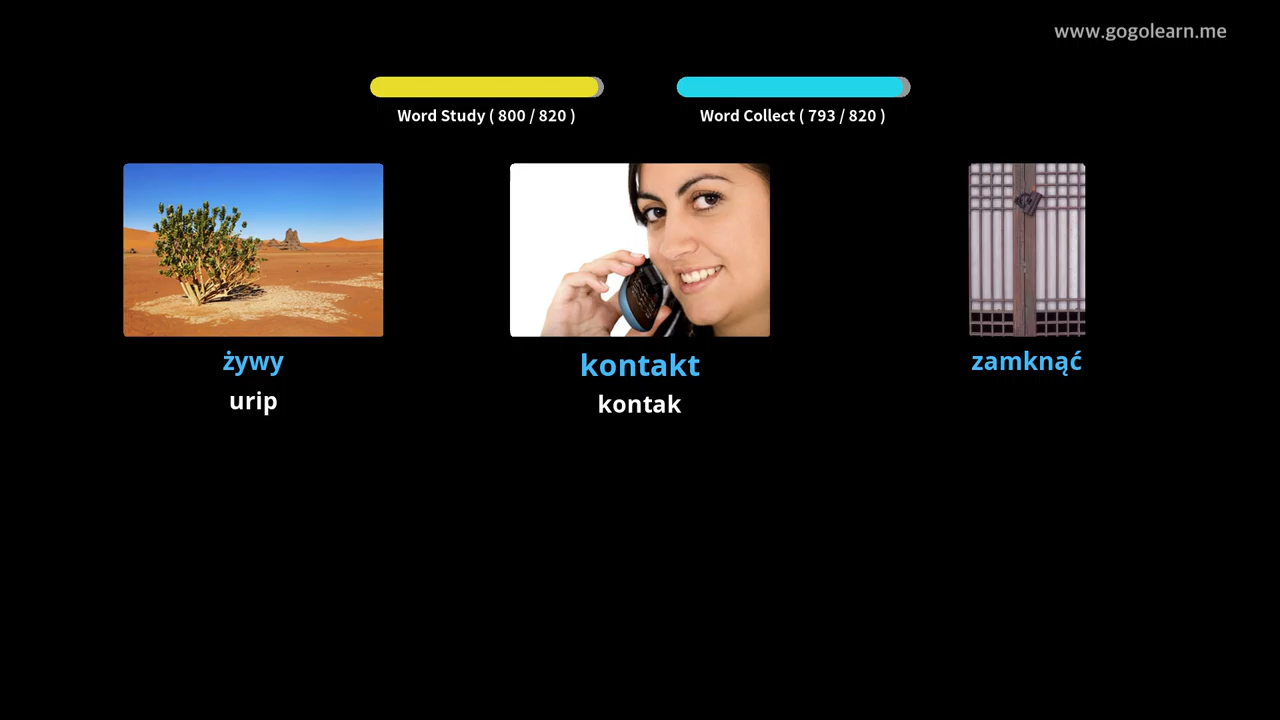 www.gogolearn.me
Word Study ( 800 / 820 )
Word Collect ( 793 / 820 )
żywy
urip
kontakt
kontak
zamknąć